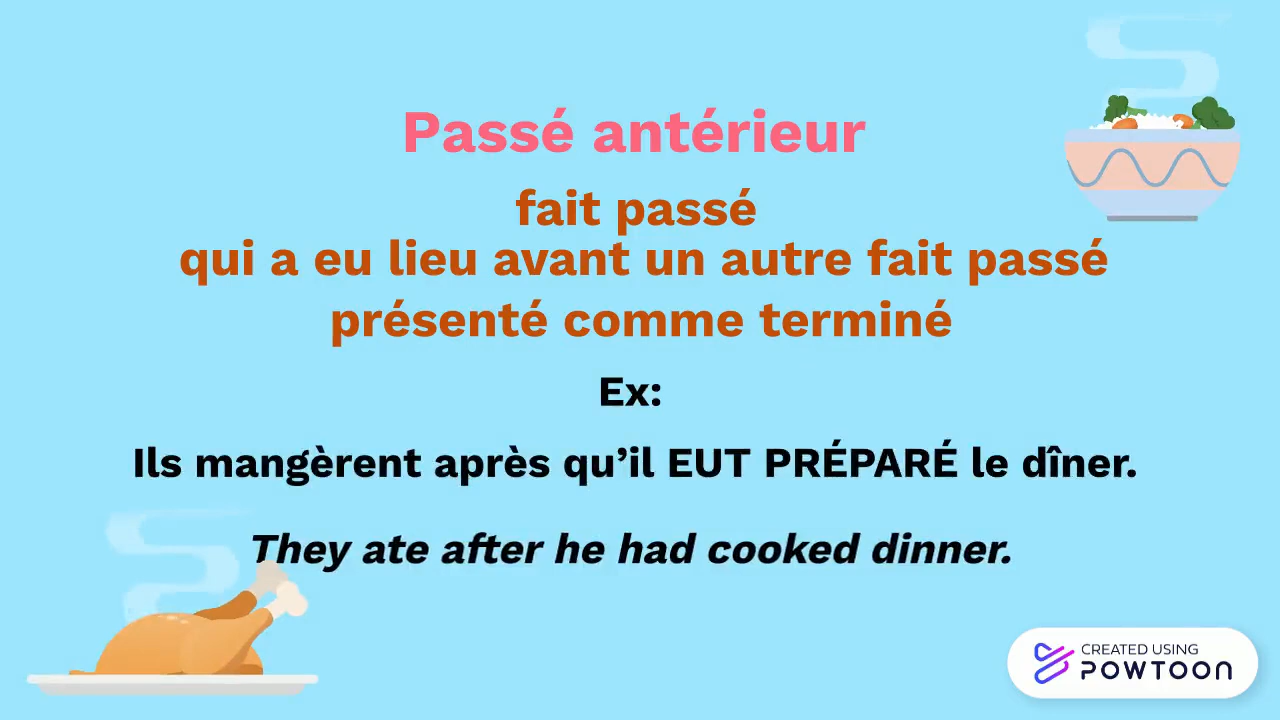 Passé antérieur
fait passé
qui a eu lieu avant un autre fait passé
présenté comme terminé
Ex:
Ils mangèrent après qu’il EUT PRÉPARÉ le dîner.
They ate after he had cooked dinner.
CREATED USING
POWTOON